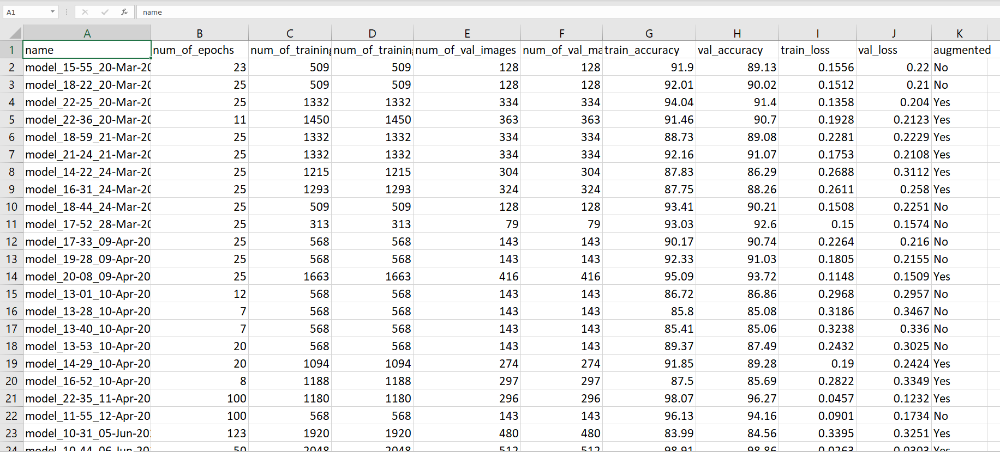 A1 fx name
A B C D E F G H I J K
1 name num_of_epochs num_of_training num_of_training num_of_val_images num_of_val_ma train_accuracy val_accuracy train_loss val_loss augmented
2 model_15-55_20-Mar-20 23 509 509 128 128 91.9 89.13 0.1556 0.22 No
3 model_18-22_20-Mar-20 25 509 509 128 128 92.01 90.02 0.1512 0.21 No
4 model_22-25_20-Mar-20 25 1332 1332 334 334 94.04 91.4 0.1358 0.204 Yes
5 model_22-36_20-Mar-20 11 1450 1450 363 363 91.46 90.7 0.1928 0.2123 Yes
6 model_18-59_21-Mar-20 25 1332 1332 334 334 88.73 89.08 0.2281 0.2229 Yes
7 model_21-24_21-Mar-20 25 1332 1332 334 334 92.16 91.07 0.1753 0.2108 Yes
8 model_14-22_24-Mar-20 25 1215 1215 304 304 87.83 86.29 0.2688 0.3112 Yes
9 model_16-31_24-Mar-20 25 1293 1293 324 324 87.75 88.26 0.2611 0.258 Yes
10 model_18-44_24-Mar-20 25 509 509 128 128 93.41 90.21 0.1508 0.2251 No
11 model_17-52_28-Mar-20 25 313 313 79 79 93.03 92.6 0.15 0.1574 No
12 model_17-33_09-Apr-20 25 568 568 143 143 90.17 90.74 0.2264 0.216 No
13 model_19-28_09-Apr-20 25 568 568 143 143 92.33 91.03 0.1805 0.2155 No
14 model_20-08_09-Apr-20 25 1663 1663 416 416 95.09 93.72 0.1148 0.1509 Yes
15 model_13-01_10-Apr-20 12 568 568 143 143 86.72 86.86 0.2968 0.2957 No
16 model_13-28_10-Apr-20 7 568 568 143 143 85.8 85.08 0.3186 0.3467 No
17 model_13-40_10-Apr-20 7 568 568 143 143 85.41 85.06 0.3238 0.336 No
18 model_13-53_10-Apr-20 20 568 568 143 143 89.37 87.49 0.2432 0.3025 No
19 model_14-29_10-Apr-20 20 1094 1094 274 274 91.85 89.28 0.19 0.2424 Yes
20 model_16-52_10-Apr-20 8 1188 1188 297 297 87.5 85.69 0.2822 0.3349 Yes
21 model_22-35_11-Apr-20 100 1180 1180 296 296 98.07 96.27 0.0457 0.1232 Yes
22 model_11-55_12-Apr-20 100 568 568 143 143 96.13 94.16 0.0901 0.1734 No
23 model_10-31_05-Jun-20 123 1920 1920 480 480 83.99 84.56 0.3395 0.3251 Yes
24 model_10-44_06-Jun-20 50 2048 2048 512 512 98.91 98.86 0.0263 0.0303 Yes